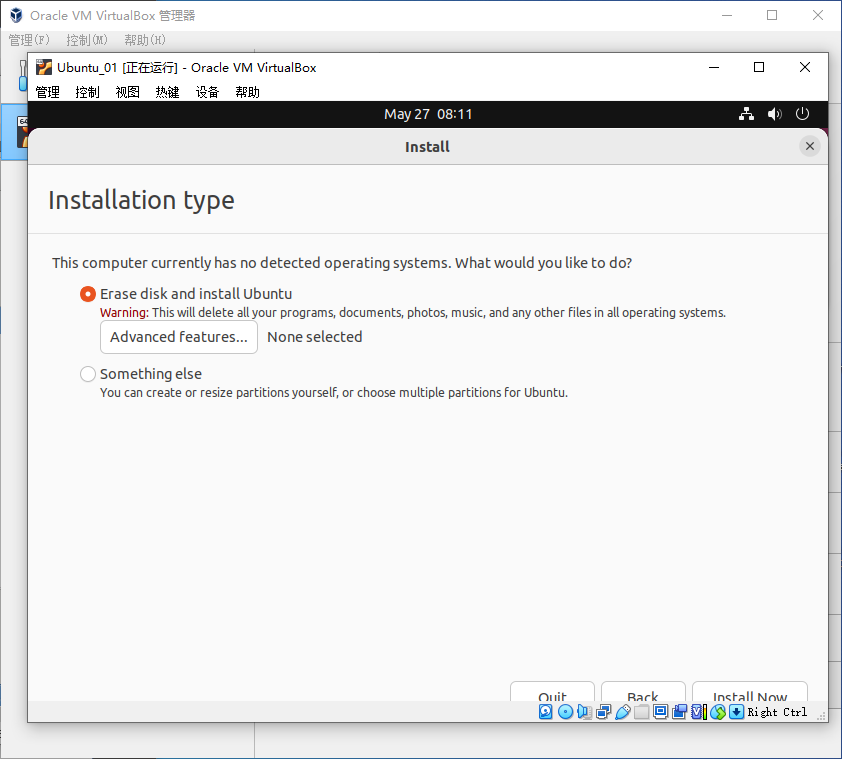 Oracle VM VirtualBox 管理器
管理(F) 控制(M) 帮助(H)
Ubuntu_01 [正在运行] - Oracle VM VirtualBox
管理 控制 视图 热键 设备 帮助
64
May 27 08:11
Install
Installation type
This computer currently has no detected operating systems. What would you like to do?
Erase disk and install Ubuntu
Warning: This will delete all your programs, documents, photos, music, and any other files in all operating systems.
Advanced features... None selected
Something else
You can create or resize partitions yourself, or choose multiple partitions for Ubuntu.
Quit Back Install Now
Right Ctrl